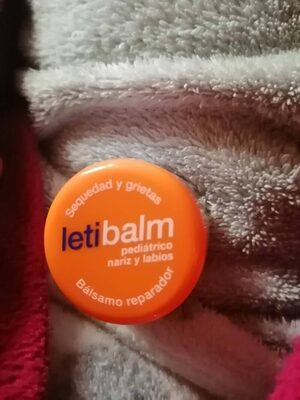 Sequedad y grietas
letibalm
pediátrico
nariz y labios
Bálsamo reparador